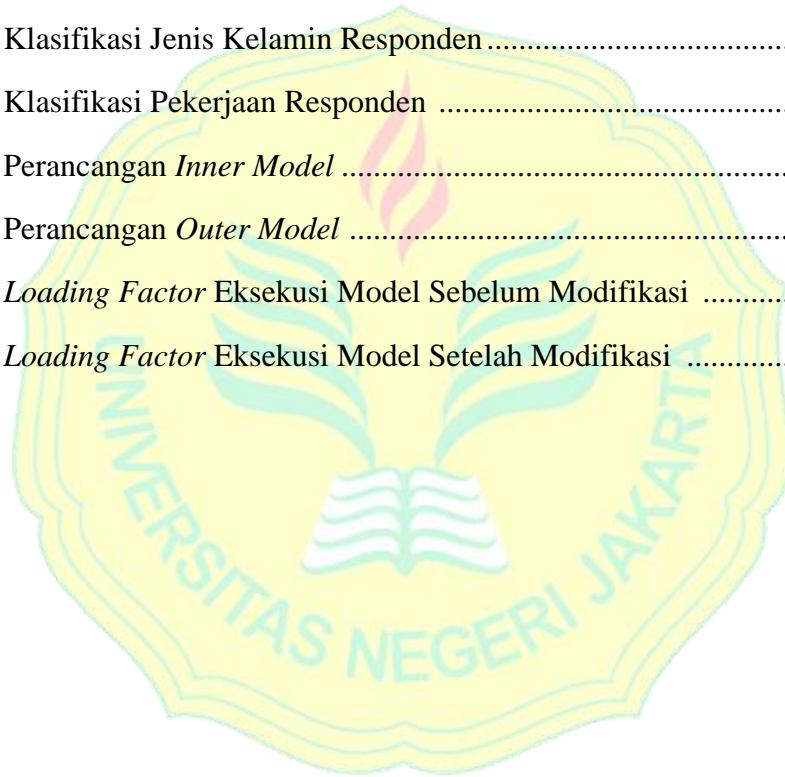 Klasifikasi Jenis Kelamin Responden.......................................
Klasifikasi Pekerjaan Responden .............................................
Perancangan Inner Model .........................................................
Perancangan Outer Model ........................................................
Loading Factor Eksekusi Model Sebelum Modifikasi ...........
Loading Factor Eksekusi Model Setelah Modifikasi .............
UNIVERSITAS NEGERI JAKARTA